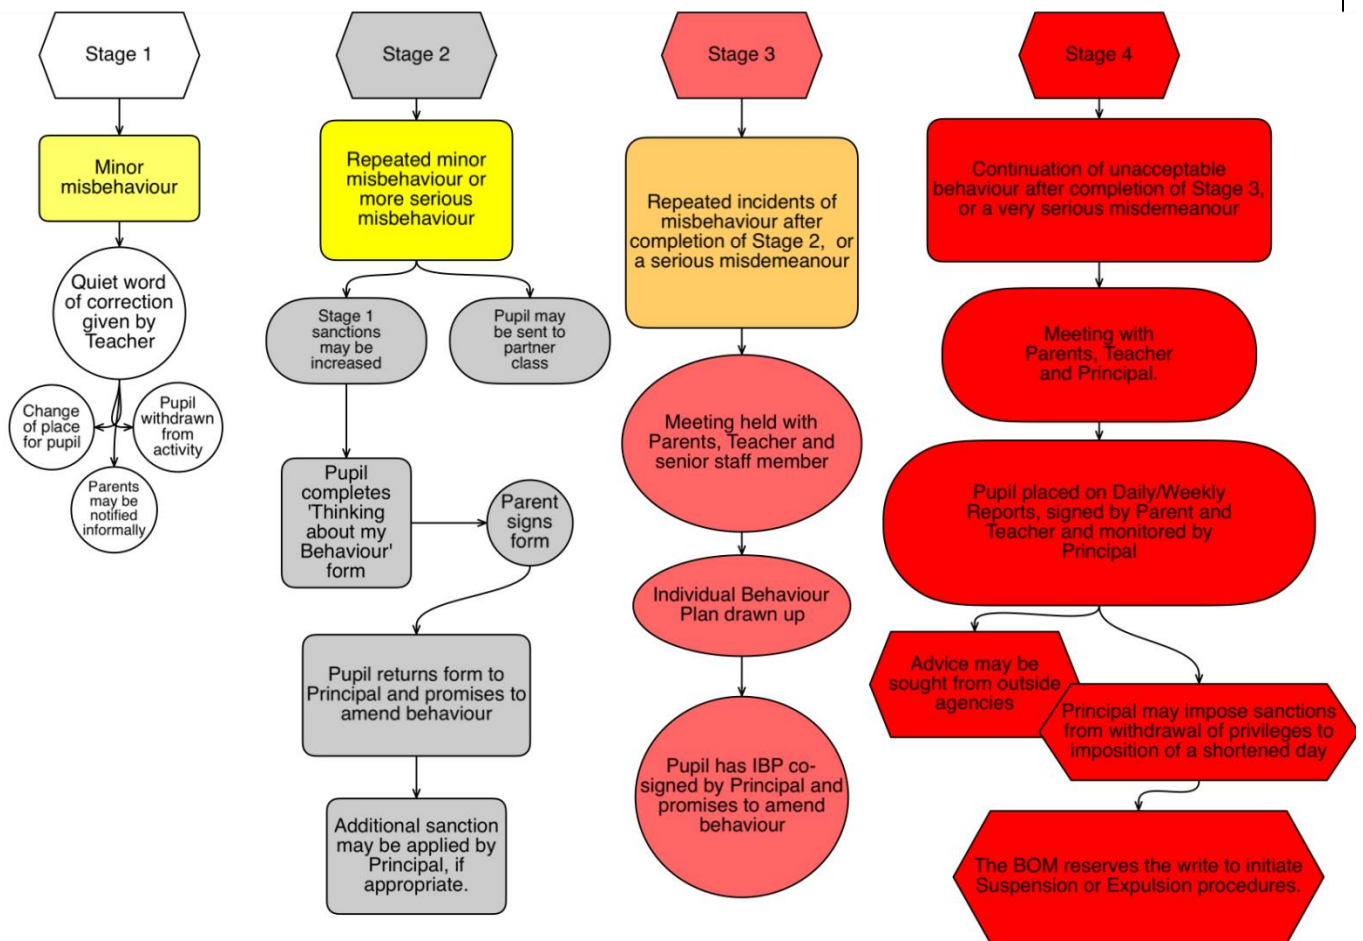 Stage 1
Minor
misbehaviour
Quiet word
of correction
given by
Teacher
Change
of place
for pupil
Pupil
withdrawn
from
activity
Parents
may be
notified
informally
Stage 2
Repeated minor
misbehaviour or
more serious
misbehaviour
Stage 1
sanctions
may be
increased
Pupil may
be sent to
partner
class
Pupil
completes
'Thinking
about my
Behaviour'
form
Parent
signs
form
Pupil returns form to
Principal and promises to
amend behaviour
Additional sanction
may be applied by
Principal, if
appropriate.
Stage 3
Repeated incidents of
misbehaviour after
completion of Stage 2, or
a serious misdemeanour
Meeting held with
Parents, Teacher and
senior staff member
Individual Behaviour
Plan drawn up
Pupil has IBP co-
signed by Principal and
promises to amend
behaviour
Stage 4
Continuation of unacceptable
behaviour after completion of Stage 3,
or a very serious misdemeanour
Meeting with
Parents, Teacher
and Principal.
Pupil placed on Daily/Weekly
Reports, signed by Parent and
Teacher and monitored by
Principal
Advice may be
sought from outside
agencies
Principal may impose sanctions
from withdrawal of privileges to
imposition of a shortened day
The BOM reserves the write to initiate
Suspension or Expulsion procedures.